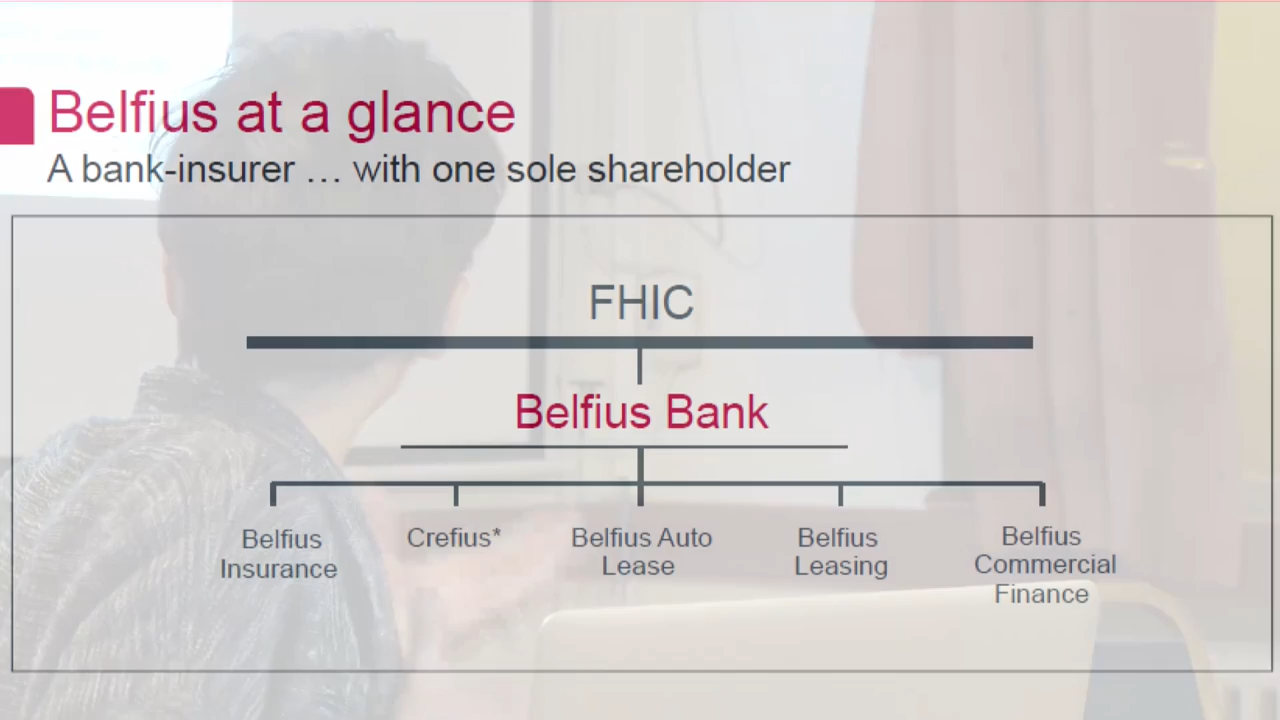 Belfius at a glance
A bank-insurer … with one sole shareholder
FHIC
Belfius Bank
Belfius
Insurance
Crefius*
Belfius Auto
Lease
Belfius
Leasing
Belfius
Commercial
Finance